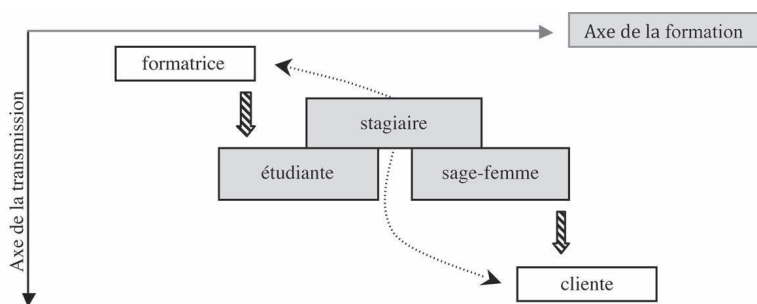 Axe de la formation
formatrice
stagiaire
étudiante
sage-femme
cliente
Axe de la transmission